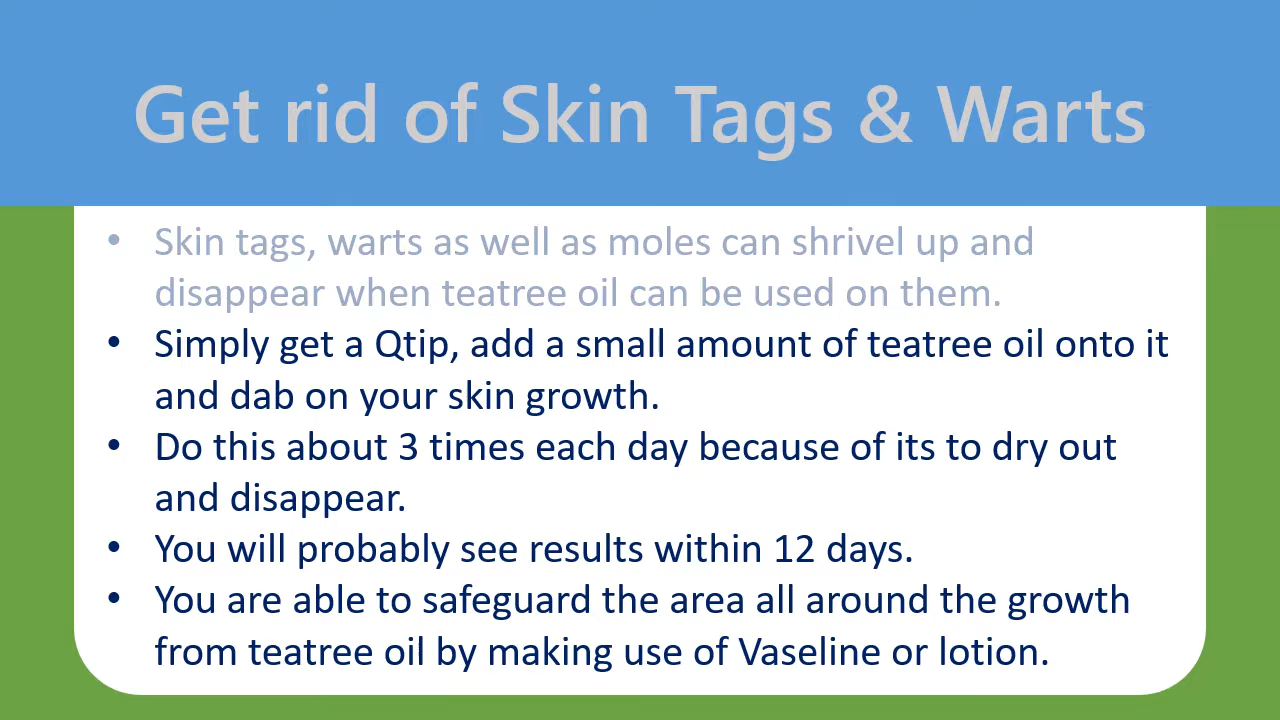 Get rid of Skin Tags & Warts
• Skin tags, warts as well as moles can shrivel up and
disappear when teatree oil can be used on them.
• Simply get a Qtip, add a small amount of teatree oil onto it
and dab on your skin growth.
• Do this about 3 times each day because of its to dry out
and disappear.
• You will probably see results within 12 days.
• You are able to safeguard the area all around the growth
from teatree oil by making use of Vaseline or lotion.